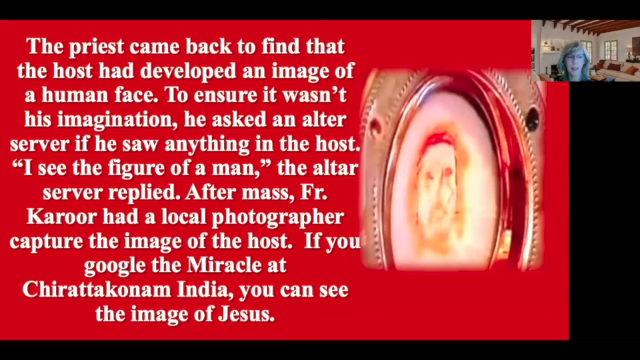 The priest came back to find that
the host had developed an image of
a human face. To ensure it wasn't
his imagination, he asked an alter
server if he saw anything in the host.
“I see the figure of a man,” the altar
server replied. After mass, Fr.
Karoor had a local photographer
capture the image of the host.  If you
google the Miracle at
Chirattakonam India, you can see
the image of Jesus.